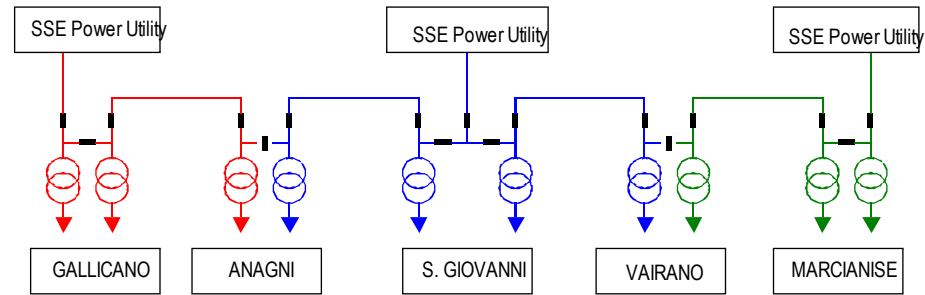 SSE Power Utility
SSE Power Utility
SSE Power Utility
GALLICANO
ANAGNI
S. GIOVANNI
VAIRANO
MARCIANISE